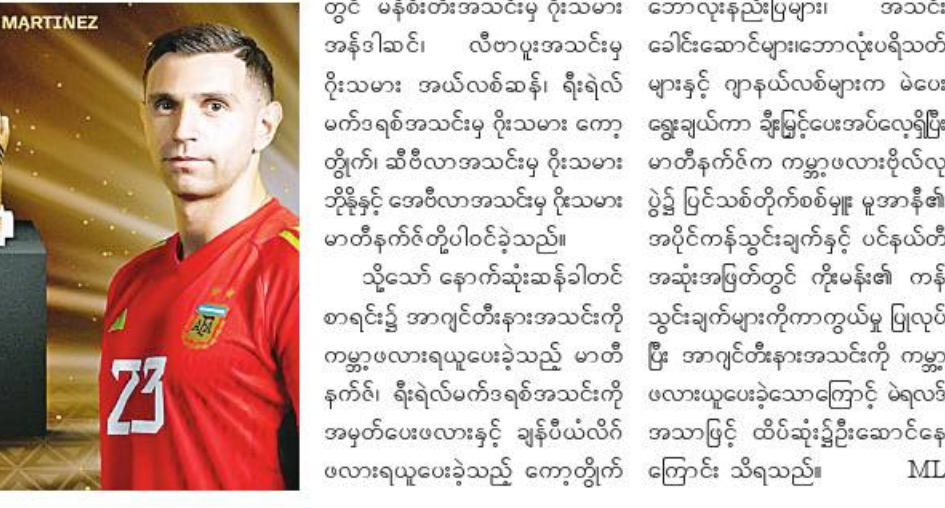 MARTINEZ
တွင် မန်စီးတီးအသင်းမှ ဂိုးသမား
အန်ဒါဆင်၊ လီဗာပူးအသင်းမှ
ဂိုးသမား အယ်လစ်ဆန်၊ ရီးရဲလ်
မက်ဒရစ်အသင်းမှ ဂိုးသမား ကော့
တွိုက်၊ ဆီဗီလာအသင်းမှ ဂိုးသမား
ဘိုနိုနှင့် အေဗီလာအသင်းမှ ဂိုးသမား
မာတီနက်ဇ်တို့ပါဝင်ခဲ့သည်။
သို့သော် နောက်ဆုံးဆန်ခါတင်
စာရင်း၌ အာဂျင်တီးနားအသင်းကို
ကမ္ဘာ့ဖလားရယူပေးခဲ့သည့် မာတီ
နက်ဇ်၊ ရီးရဲလ်မက်ဒရစ်အသင်းကို
အမှတ်ပေးဖလားနှင့် ချန်ပီယံလိဂ်
ဖလားရယူပေးခဲ့သည့် ကော့တွိုက်
ဘောလုံးနည်းပြများ၊ အသင်း
ခေါင်းဆောင်များ၊ဘောလုံးပရိသတ်
များနှင့် ဂျာနယ်လစ်များက မဲပေး
ရွေးချယ်ကာ ချီးမြှင့်ပေးအပ်လေ့ရှိပြီး
မာတီနက်ဇ်က ကမ္ဘာ့ဖလားဗိုလ်လု
ပွဲ၌ ပြင်သစ်တိုက်စစ်မှူး မူအာနီ၏
အပိုင်ကန်သွင်းချက်နှင့် ပင်နယ်တီ
အဆုံးအဖြတ်တွင် ကိုးမန်း၏ ကန်
သွင်းချက်များကိုကာကွယ်မှု ပြုလုပ်
ပြီး အာဂျင်တီးနားအသင်းကို ကမ္ဘာ့
ဖလားယူပေးခဲ့သောကြောင့် မဲရလဒ်
အသာဖြင့် ထိပ်ဆုံး၌ဦးဆောင်နေ
ကြောင်း သိရသည်။ ML
AFA
23